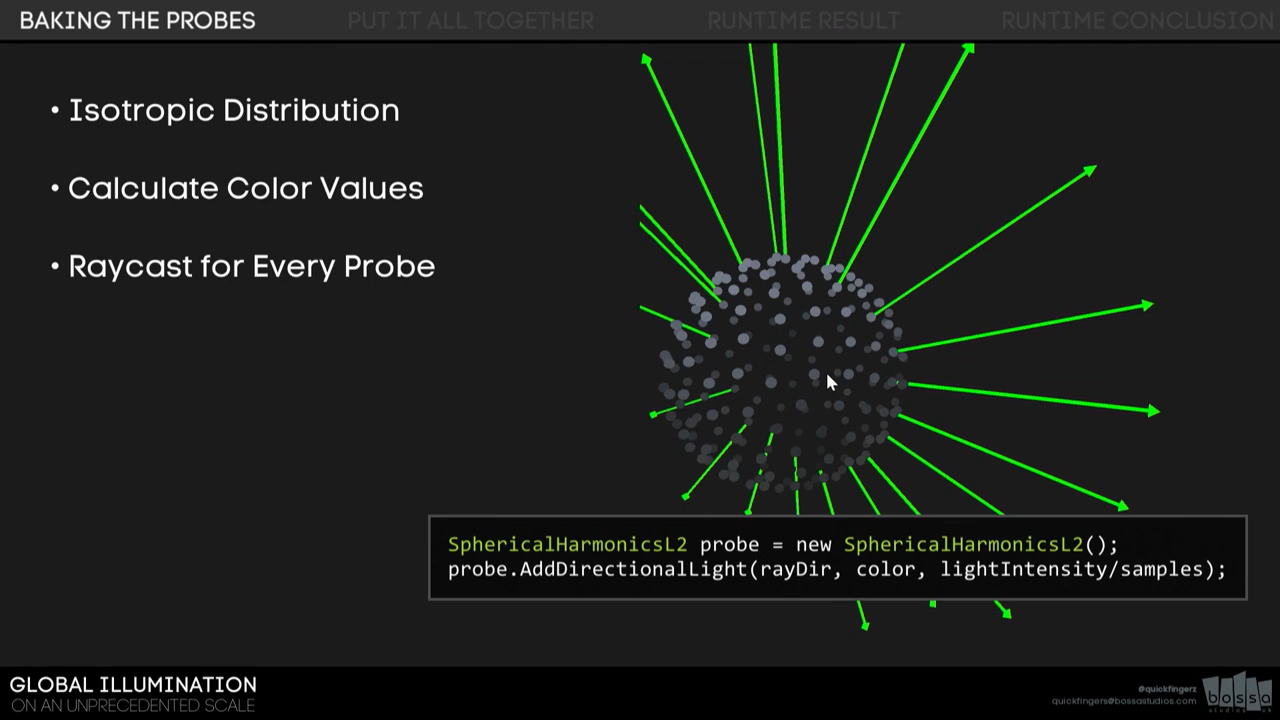 BAKING THE PROBES
PUT IT ALL TOGETHER
RUNTIME RESULT
RUNTIME CONCLUSION
• Isotropic Distribution
• Calculate Color Values
• Raycast for Every Probe
SphericalHarmonicsL2 probe = new SphericalHarmonicsL2();
probe.AddDirectionalLight(rayDir, color, lightIntensity/samples);
GLOBAL ILLUMINATION
ON AN UNPRECEDENTED SCALE
@quickfingerz
quickfingers@bossastudios.com
bossa
studios uk